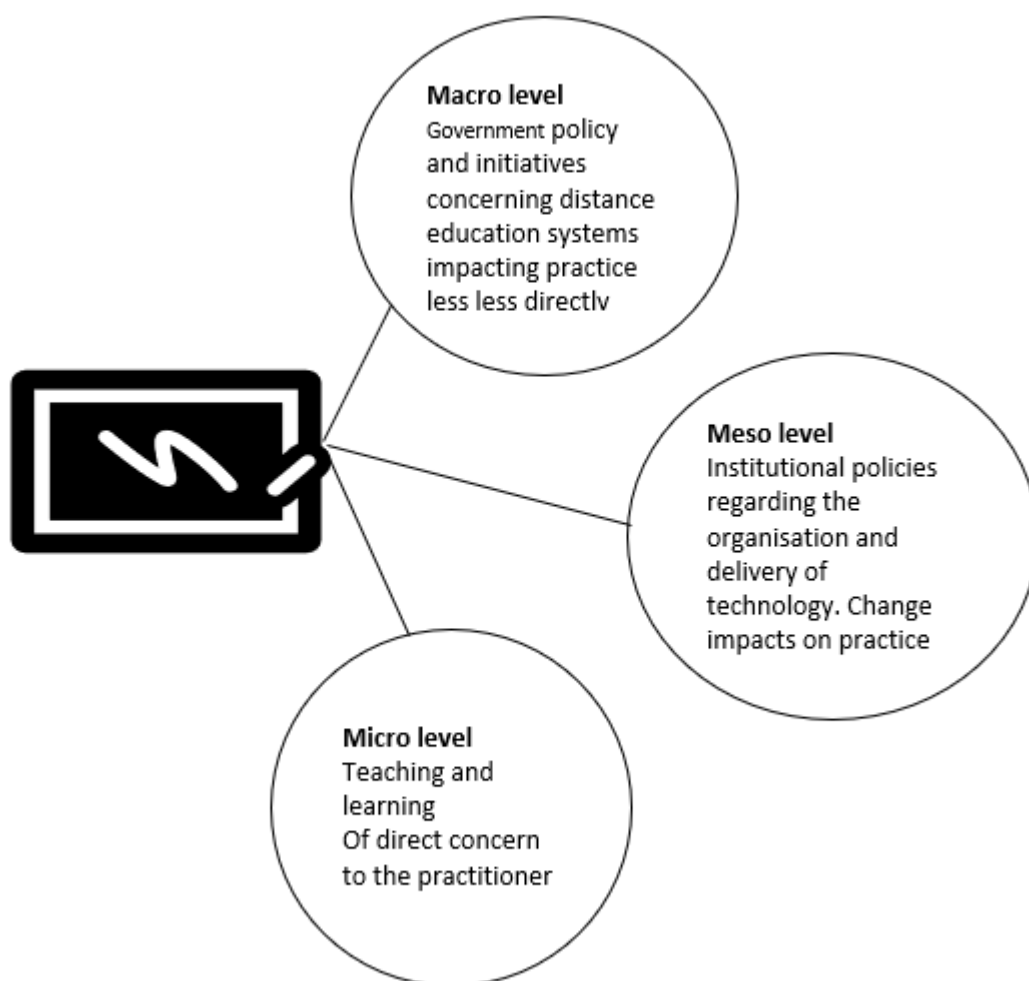 Macro level
Government policy
and initiatives
concerning distance
education systems
impacting practice
less less directly
Meso level
Institutional policies
regarding the
organisation and
delivery of
technology. Change
impacts on practice
Micro level
Teaching and
learning
Of direct concern
to the practitioner